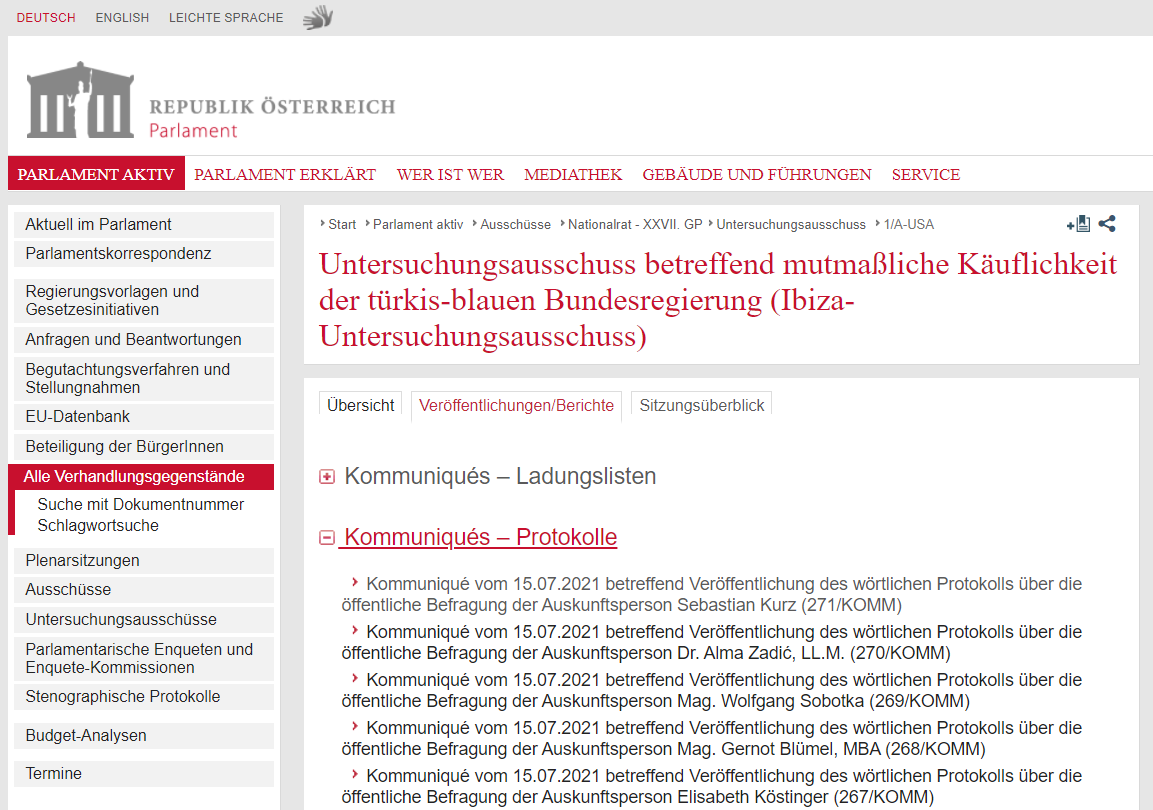 DEUTSCH ENGLISH LEICHTE SPRACHE
REPUBLIK ÖSTERREICH
Parlament
PARLAMENT AKTIV PARLAMENT ERKLÄRT WER IST WER MEDIATHEK GEBÄUDE UND FÜHRUNGEN SERVICE
Aktuell im Parlament
Parlamentskorrespondenz
Regierungsvorlagen und
Gesetzesinitiativen
Anfragen und Beantwortungen
Begutachtungsverfahren und
Stellungnahmen
EU-Datenbank
Beteiligung der BürgerInnen
Alle Verhandlungsgegenstände
Suche mit Dokumentnummer
Schlagwortsuche
Plenarsitzungen
Ausschüsse
Untersuchungsausschüsse
Parlamentarische Enqueten und
Enquete-Kommissionen
Stenographische Protokolle
Budget-Analysen
Termine
Start Parlament aktiv Ausschüsse Nationalrat - XXVII. GP Untersuchungsausschuss 1/A-USA
Untersuchungsausschuss betreffend mutmaßliche Käuflichkeit
der türkis-blauen Bundesregierung (Ibiza-
Untersuchungsausschuss)
Übersicht Veröffentlichungen/Berichte Sitzungsüberblick
Kommuniqués – Ladungslisten
Kommuniqués – Protokolle
Kommuniqué vom 15.07.2021 betreffend Veröffentlichung des wörtlichen Protokolls über die
öffentliche Befragung der Auskunftsperson Sebastian Kurz (271/KOMM)
Kommuniqué vom 15.07.2021 betreffend Veröffentlichung des wörtlichen Protokolls über die
öffentliche Befragung der Auskunftsperson Dr. Alma Zadić, LL.M. (270/KOMM)
Kommuniqué vom 15.07.2021 betreffend Veröffentlichung des wörtlichen Protokolls über die
öffentliche Befragung der Auskunftsperson Mag. Wolfgang Sobotka (269/KOMM)
Kommuniqué vom 15.07.2021 betreffend Veröffentlichung des wörtlichen Protokolls über die
öffentliche Befragung der Auskunftsperson Mag. Gernot Blümel, MBA (268/KOMM)
Kommuniqué vom 15.07.2021 betreffend Veröffentlichung des wörtlichen Protokolls über die
öffentliche Befragung der Auskunftsperson Elisabeth Köstinger (267/KOMM)